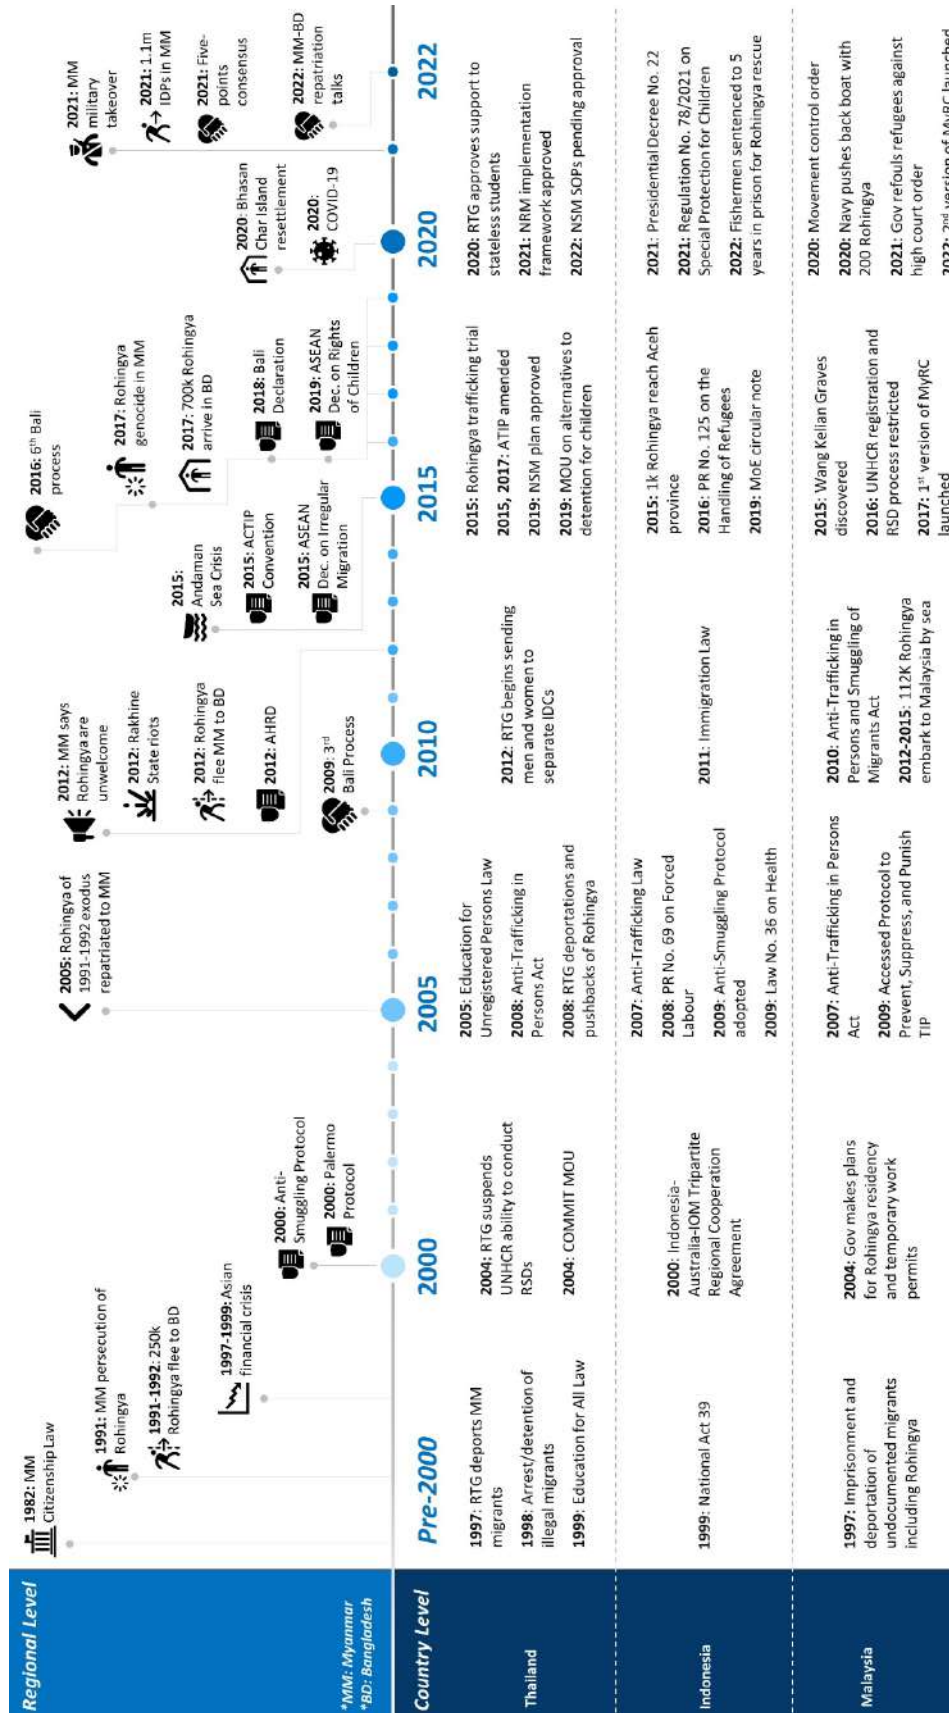 Regional Level
*MM: Myanmar
*BD: Bangladesh
1982: MM
Citizenship Law
1991: MM persecution of
Rohingya
1991-1992: 250k
Rohingya flee to BD
1997-1999: Asian
financial crisis
2000: Anti-
Smuggling Protocol
2000: Palermo
Protocol
2005: Rohingya of
1991-1992 exodus
repatriated to MM
2012: MM says
Rohingya are
unwelcome
2012: Rakhine
State riots
2012: Rohingya
flee MM to BD
2012: AHRD
2009: 3rd
Bali Process
2015:
Andaman
Sea Crisis
2015: ACTIP
Convention
2015: ASEAN
Dec. on Irregular
Migration
2016: 6th Bali
process
2017: Rohingya
genocide in MM
2017: 700k Rohingya
arrive in BD
2018: Bali
Declaration
2019: ASEAN
Dec. on Rights
of Children
2020: Bhasan
Char Island
resettlement
2020:
COVID-19
2021: MM
military
takeover
2021: 1.1m
IDPs in MM
2021: Five-
points
consensus
2022: MM-BD
repatriation
talks
Country Level
Pre-2000
2000
2005
2010
2015
2020
2022
Thailand
1997: RTG deports MM
migrants
1998: Arrest/detention of
illegal migrants
1999: Education for All Law
2004: RTG suspends
UNHCR ability to conduct
RSDs
2004: COMMIT MOU
2005: Education for
Unregistered Persons Law
2008: Anti-Trafficking in
Persons Act
2008: RTG deportations and
pushbacks of Rohingya
2012: RTG begins sending
men and women to
separate IDCs
2015: Rohingya trafficking trial
2015, 2017: ATIP amended
2019: NSM plan approved
2019: MOU on alternatives to
detention for children
2020: RTG approves support to
stateless students
2021: NRM implementation
framework approved
2022: NSM SOPs pending approval
Indonesia
1999: National Act 39
2000: Indonesia-
Australia-IOM Tripartite
Regional Cooperation
Agreement
2007: Anti-Trafficking Law
2008: PR No. 69 on Forced
Labour
2009: Anti-Smuggling Protocol
adopted
2009: Law No. 36 on Health
2011: Immigration Law
2015: 1k Rohingya reach Aceh
province
2016: PR No. 125 on the
Handling of Refugees
2019: MoE circular note
2021: Presidential Decree No. 22
2021: Regulation No. 78/2021 on
Special Protection for Children
2022: Fishermen sentenced to 5
years in prison for Rohingya rescue
Malaysia
1997: Imprisonment and
deportation of
undocumented migrants
including Rohingya
2004: Gov makes plans
for Rohingya residency
and temporary work
permits
2007: Anti-Trafficking in Persons
Act
2009: Accessed Protocol to
Prevent, Suppress, and Punish
TIP
2010: Anti-Trafficking in
Persons and Smuggling of
Migrants Act
2012-2015: 112K Rohingya
embark to Malaysia by sea
2015: Wang Kelian Graves
discovered
2016: UNHCR registration and
RSD process restricted
2017: 1st version of MyRC
launched
2020: Movement control order
2020: Navy pushes back boat with
200 Rohingya
2021: Gov refouls refugees against
high court order
2022: 2nd version of MyRC launched